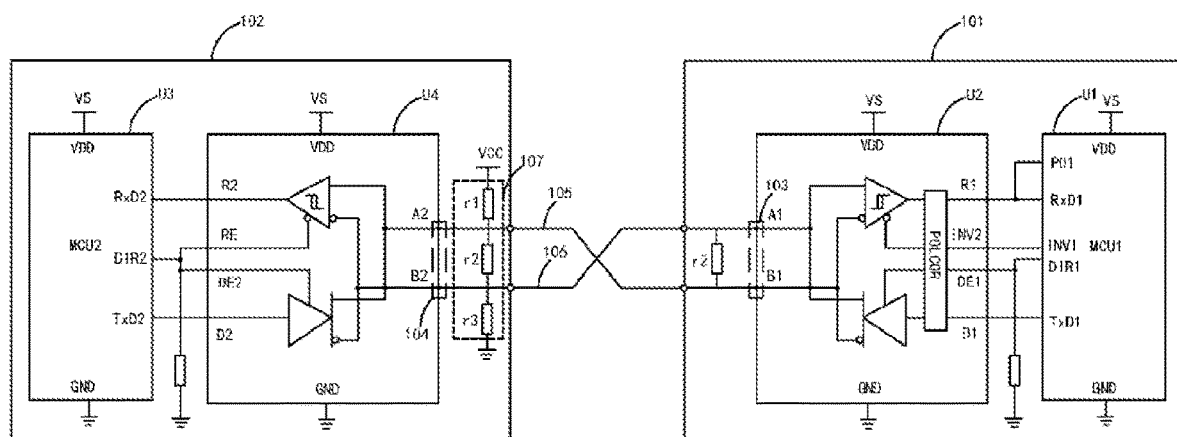 102
101
U3
VS
VDD
RxD2
MCU2
DIR2
TxD2
GND
U4
VS
VDD
R2
RE
DE2
D2
A2
B2
GND
104
VCC
107
r1
r2
r3
105
106
r2
103
U2
VS
VDD
A1
B1
POLCOR
R1
INV2
DE1
D1
GND
U1
VS
VDD
P01
RxD1
INV1
MCU1
DIR1
TxD1
GND